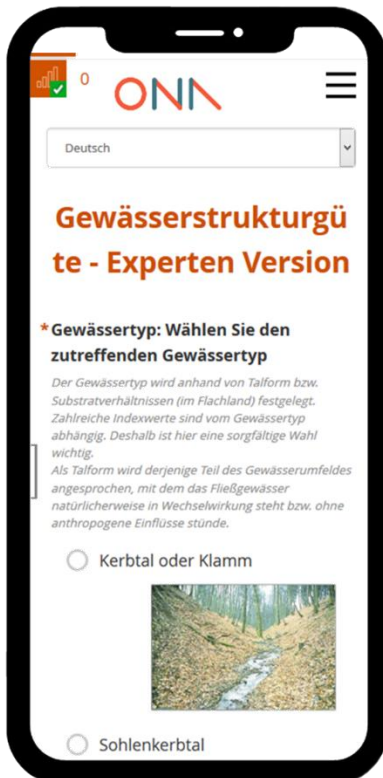 0
ONA
Deutsch
Gewässerstrukturgü
te - Experten Version
* Gewässertyp: Wählen Sie den
zutreffenden Gewässertyp
Der Gewässertyp wird anhand von Talform bzw.
Substratverhältnissen (im Flachland) festgelegt.
Zahlreiche Indexwerte sind vom Gewässertyp
abhängig. Deshalb ist hier eine sorgfältige Wahl
wichtig.
Als Talform wird derjenige Teil des Gewässerumfeldes
angesprochen, mit dem das Fließgewässer
natürlicherweise in Wechselwirkung steht bzw. ohne
anthropogene Einflüsse stünde.
Kerbtal oder Klamm
Sohlenkerbtal